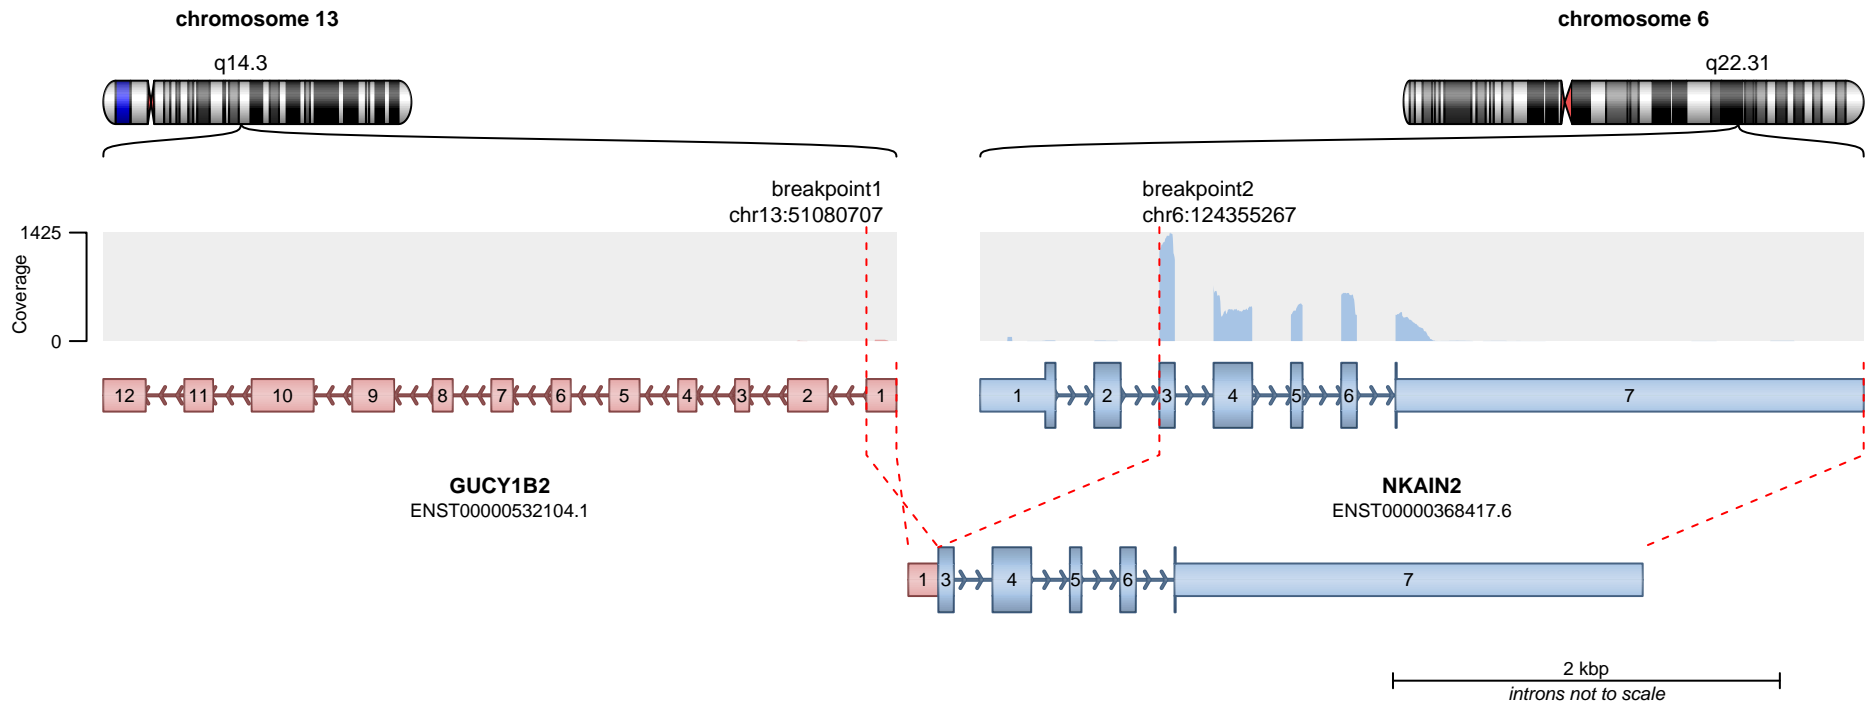 chromosome 13
chromosome 6
q14.3
q22.31
breakpoint1
chr13:51080707
breakpoint2
chr6:124355267
1425
Coverage
0
12 11 10 9 8 7 6 5 4 3 2 1
1 2 3 4 5 6 7
GUCY1B2
ENST00000532104.1
NKAIN2
ENST00000368417.6
1 3 4 5 6 7
2 kbp
introns not to scale